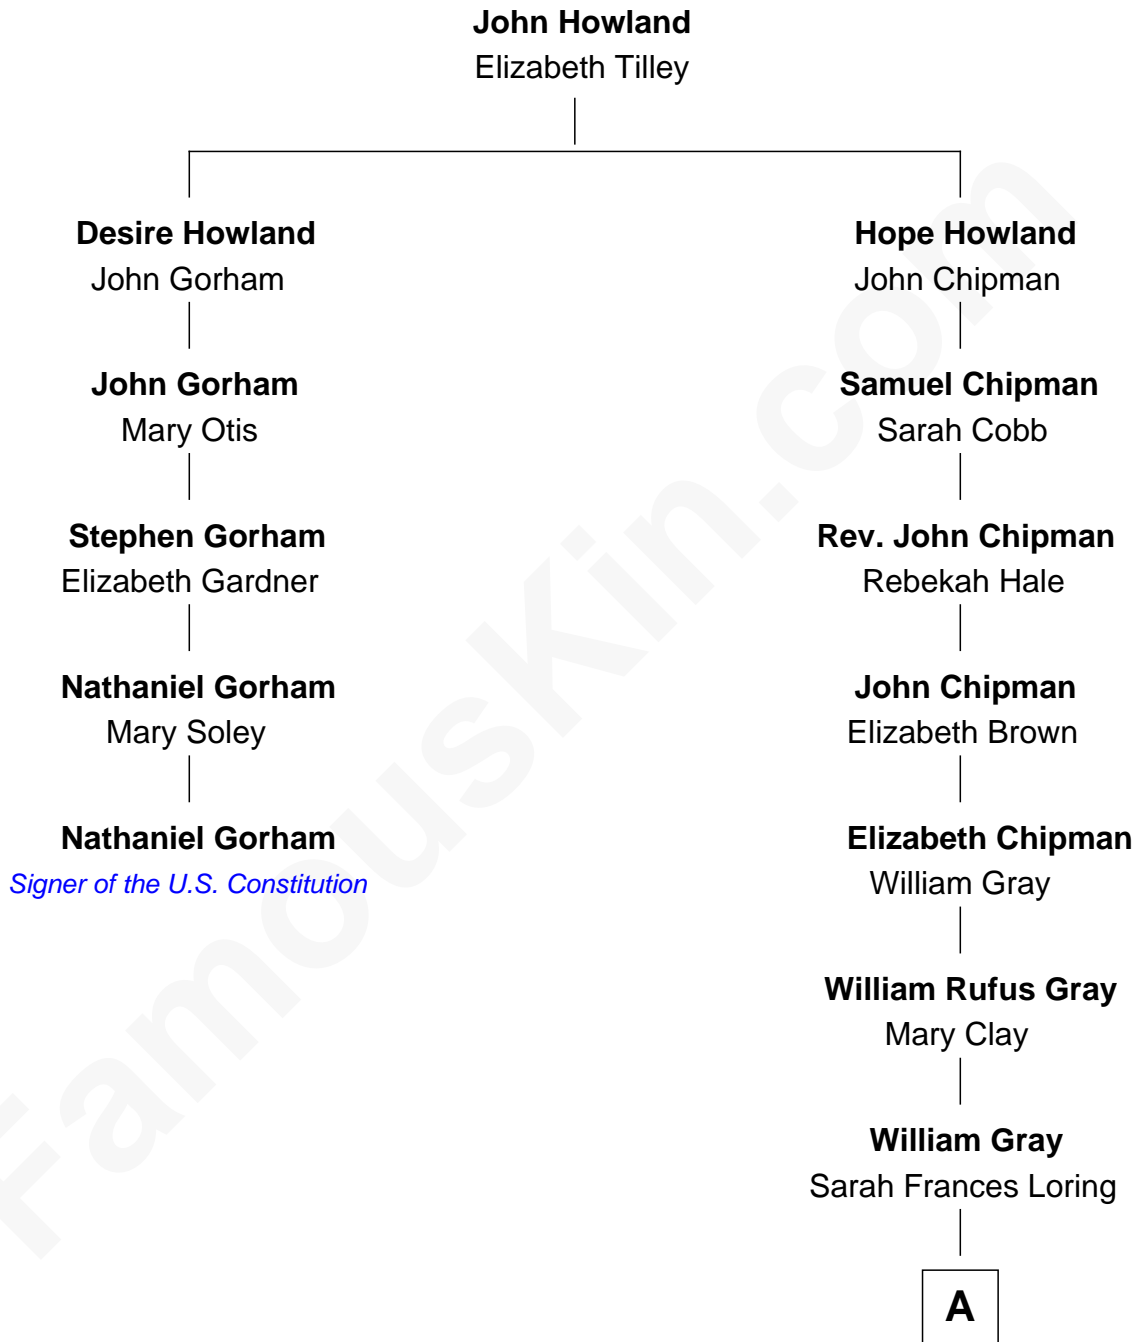 John Howland
Elizabeth Tilley
Desire Howland
John Gorham
Hope Howland
John Chipman
John Gorham
Mary Otis
Samuel Chipman
Sarah Cobb
Stephen Gorham
Elizabeth Gardner
Rev. John Chipman
Rebekah Hale
Nathaniel Gorham
Mary Soley
John Chipman
Elizabeth Brown
Nathaniel Gorham
Signer of the U.S. Constitution
Elizabeth Chipman
William Gray
William Rufus Gray
Mary Clay
William Gray
Sarah Frances Loring
A
FamousKin.com